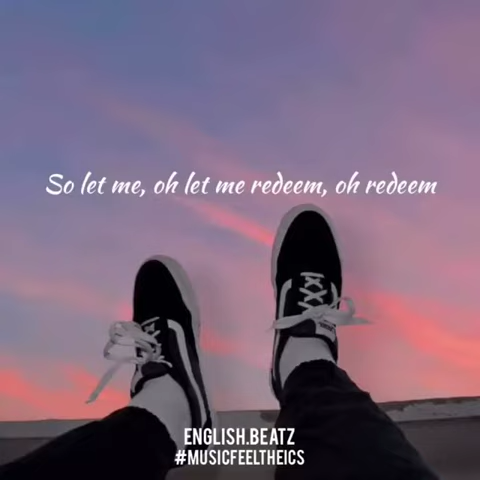 So let me, oh let me redeem, oh redeem
ENGLISH.BEATZ
#MUSICFEELTHEICS